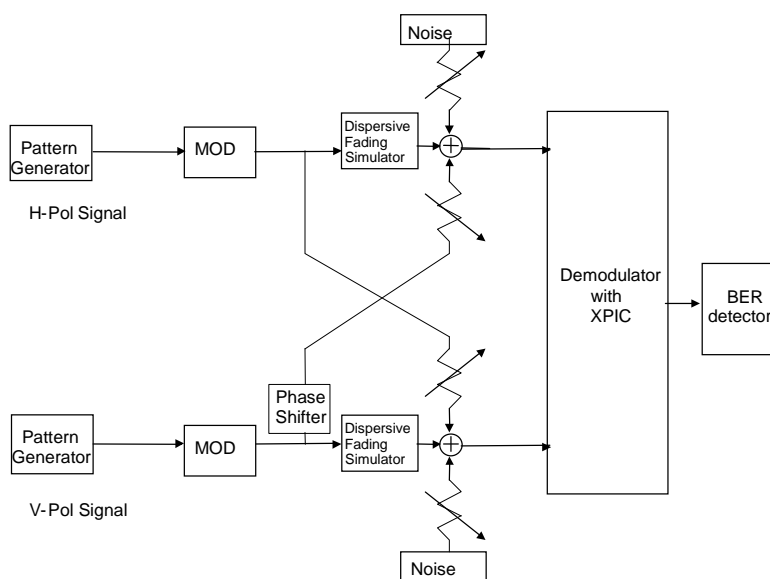 Noise
Pattern
Generator
MOD
Dispersive
Fading
Simulator
+
H-Pol Signal
Demodulator
with
XPIC
BER
detector
Phase
Shifter
Pattern
Generator
MOD
Dispersive
Fading
Simulator
+
V-Pol Signal
Noise